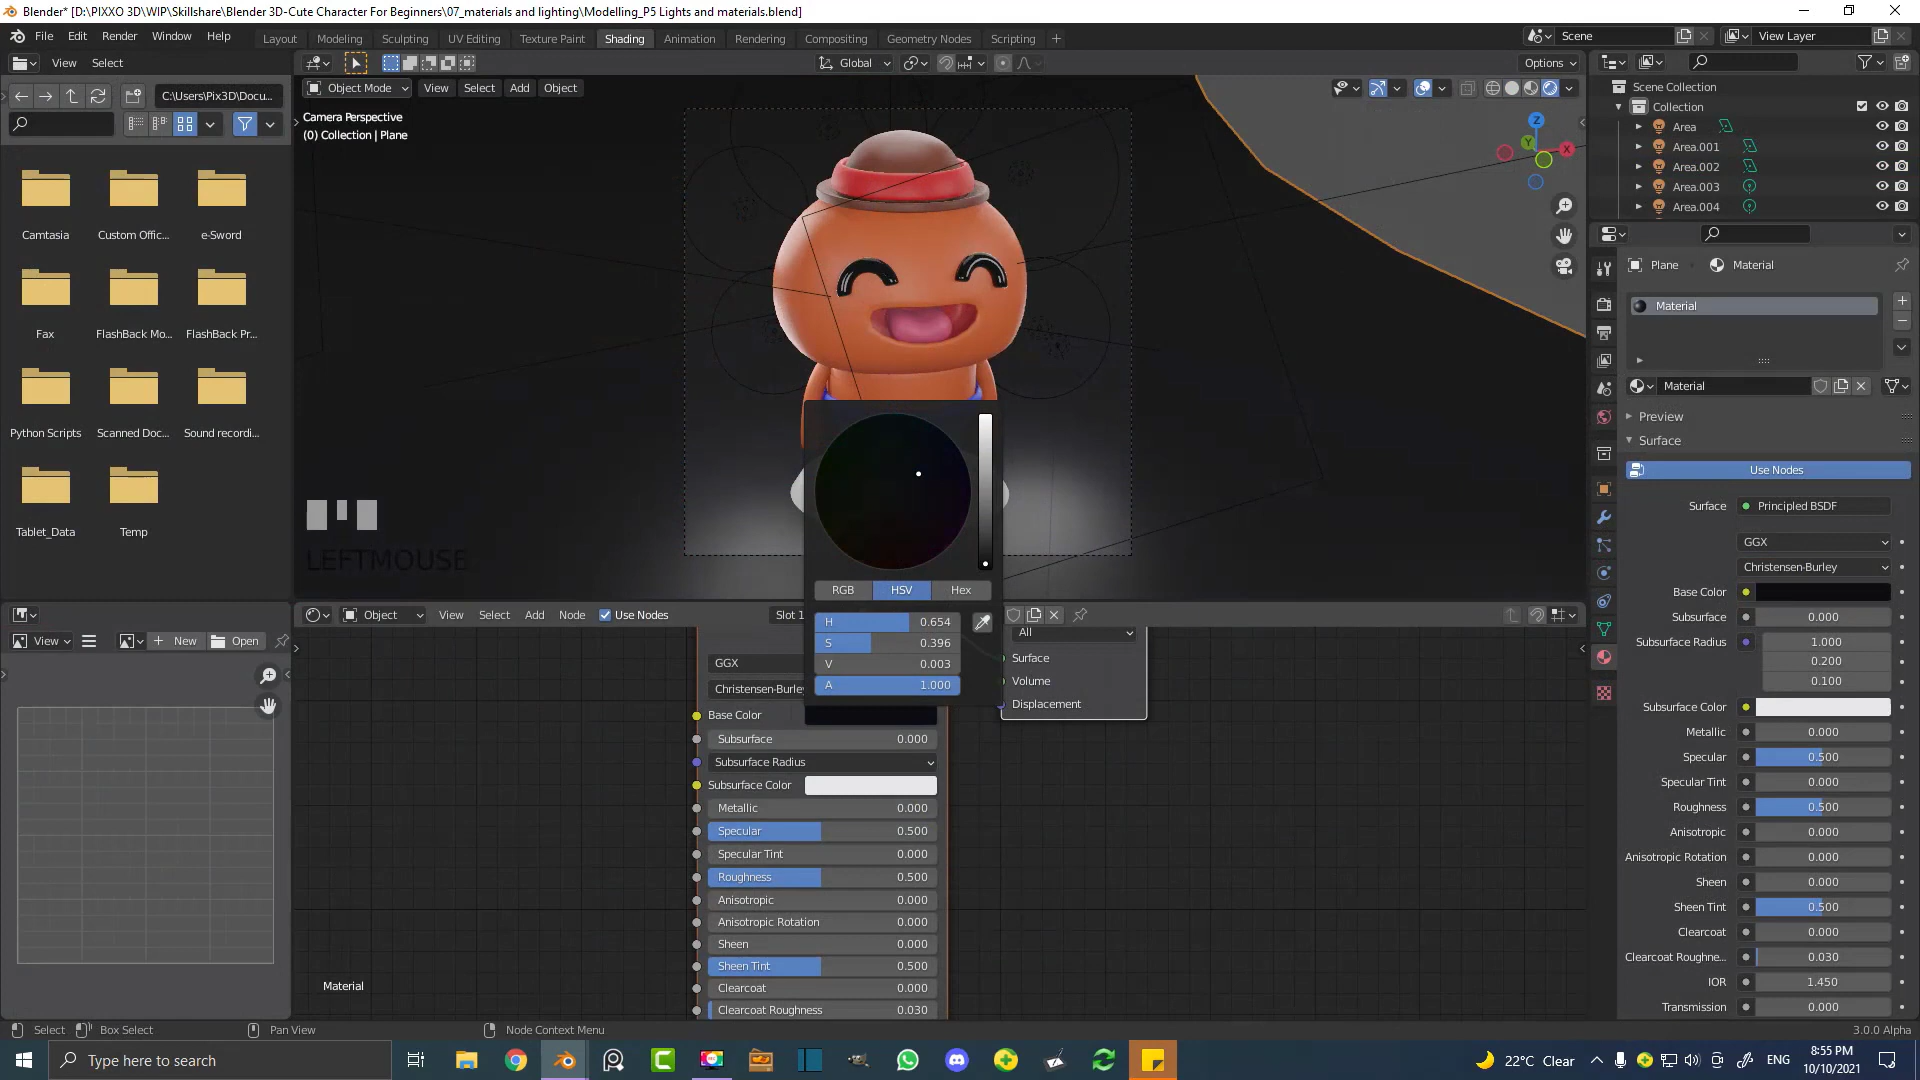 Blender* [D:\PIXXO 3D\WIP\Skillshare\Blender 3D-Cute Character For Beginners\07_materials and lighting\Modelling_P5 Lights and materials.blend]
File Edit Render Window Help
Layout Modeling Sculpting UV Editing Texture Paint Shading Animation Rendering Compositing Geometry Nodes Scripting
Scene
View Layer
View Select
Global
Options
C:\Users\Pix3D\Docu...
Object Mode View Select Add Object
Camera Perspective
(0) Collection | Plane
Z
Y
X
Camtasia Custom Offic... e-Sword
Fax FlashBack Mo... FlashBack Pr...
Python Scripts Scanned Doc... Sound recordi...
Tablet_Data Temp
LEFTMOUSE
RGB HSV Hex
H 0.654
S 0.396
V 0.003
A 1.000
Scene Collection
Collection
Area
Area.001
Area.002
Area.003
Area.004
Plane Material
Material
Material
Preview
Surface
Use Nodes
Surface Principled BSDF
GGX
Christensen-Burley
Base Color
Subsurface 0.000
Subsurface Radius 1.000
0.200
0.100
Subsurface Color
Metallic 0.000
Specular 0.500
Specular Tint 0.000
Roughness 0.500
Anisotropic 0.000
Anisotropic Rotation 0.000
Sheen 0.000
Sheen Tint 0.500
Clearcoat 0.000
Clearcoat Roughne... 0.030
IOR 1.450
Transmission 0.000
View New Open
Object View Select Add Node Use Nodes Slot 1
GGX
Christensen-Burley
Base Color
Subsurface 0.000
Subsurface Radius
Subsurface Color
Metallic 0.000
Specular 0.500
Specular Tint 0.000
Roughness 0.500
Anisotropic 0.000
Anisotropic Rotation 0.000
Sheen 0.000
Sheen Tint 0.500
Clearcoat 0.000
Clearcoat Roughness 0.030
All
Surface
Volume
Displacement
Material
Select Box Select Pan View Node Context Menu 3.0.0 Alpha
Type here to search
22°C Clear
ENG
8:55 PM
10/10/2021